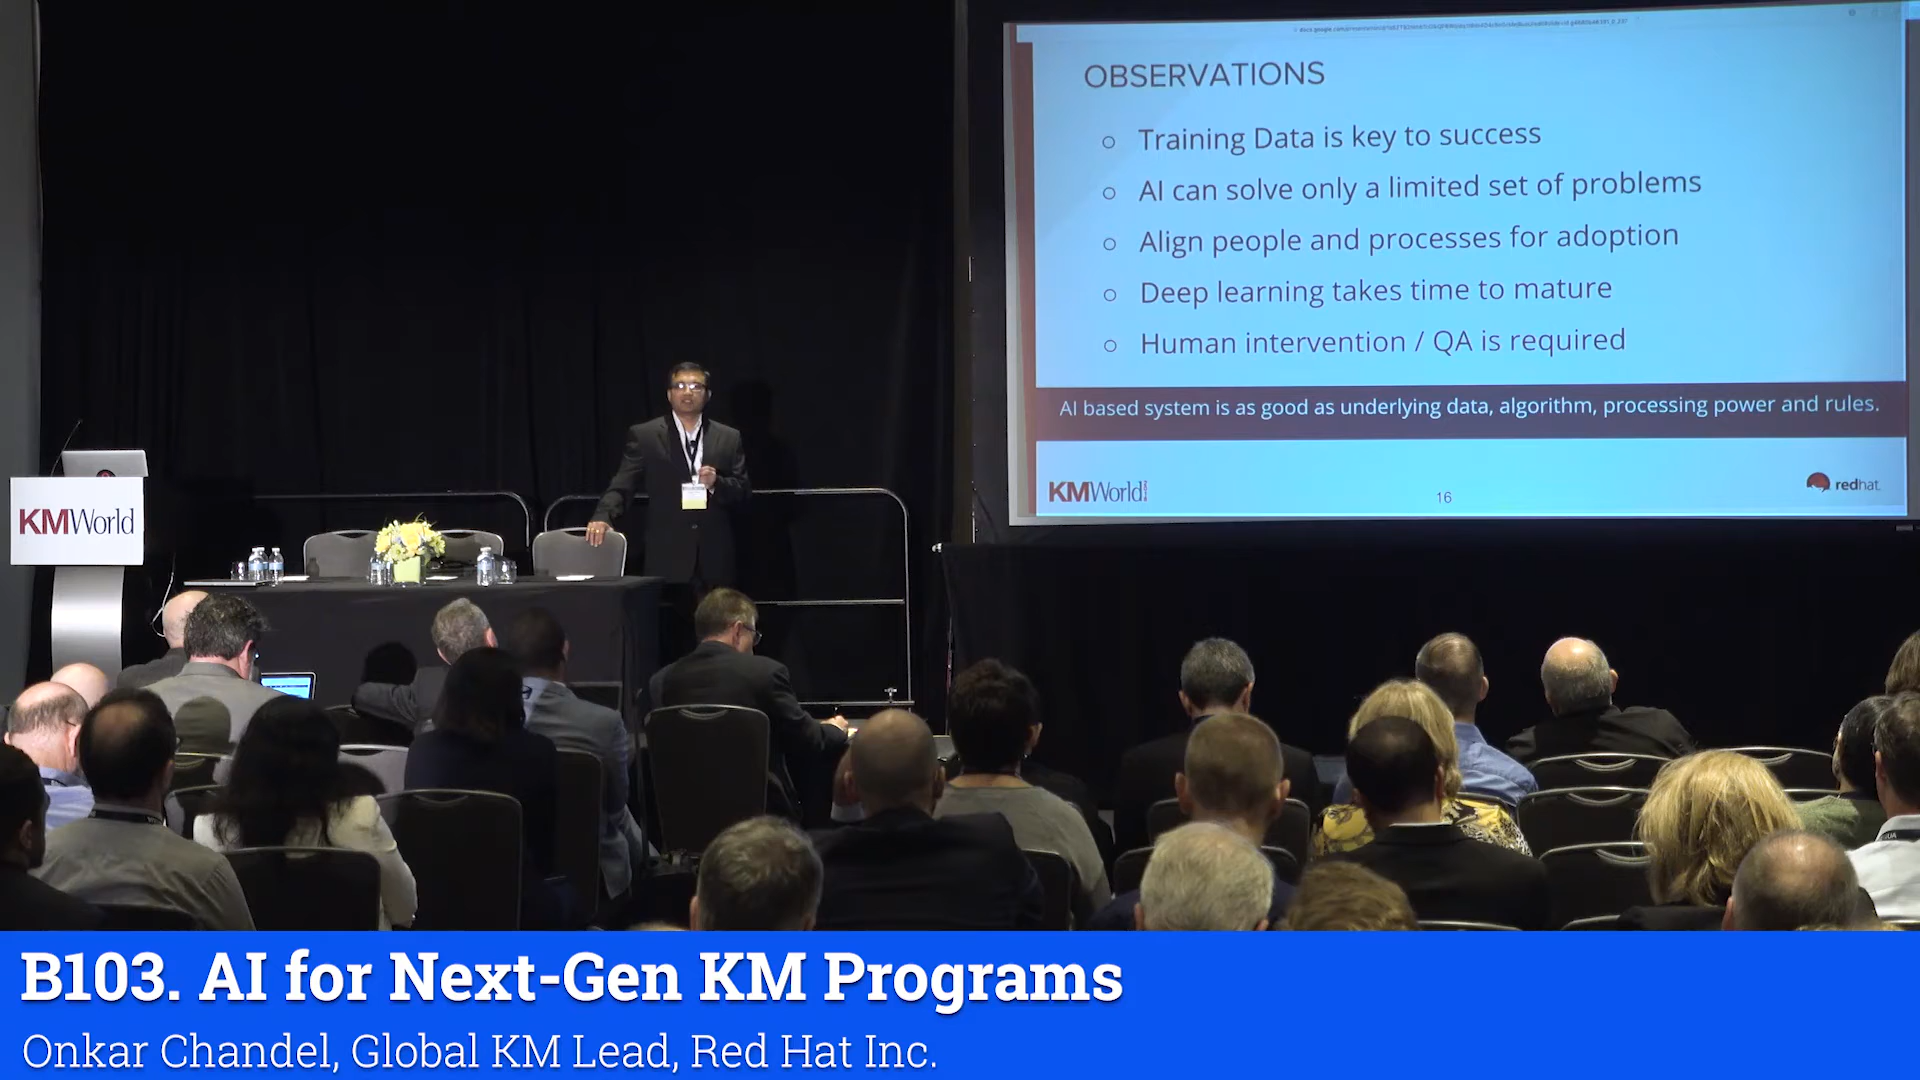 OBSERVATIONS
Training Data is key to success
AI can solve only a limited set of problems
Align people and processes for adoption
Deep learning takes time to mature
Human intervention / QA is required
AI based system is as good as underlying data, algorithm, processing power and rules.
KMWorld
16
redhat.
KMWorld
B103. AI for Next-Gen KM Programs
Onkar Chandel, Global KM Lead, Red Hat Inc.